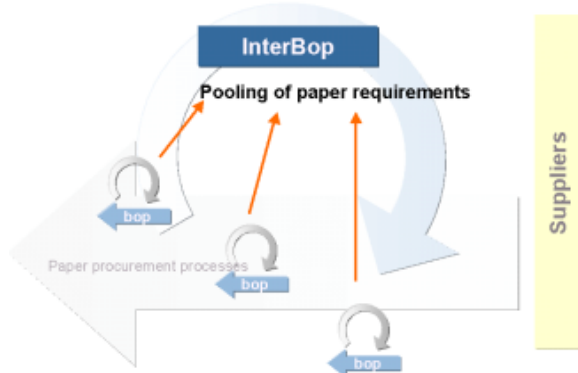 InterBop
Pooling of paper requirements
bop
Paper procurement processes
bop
bop
Suppliers